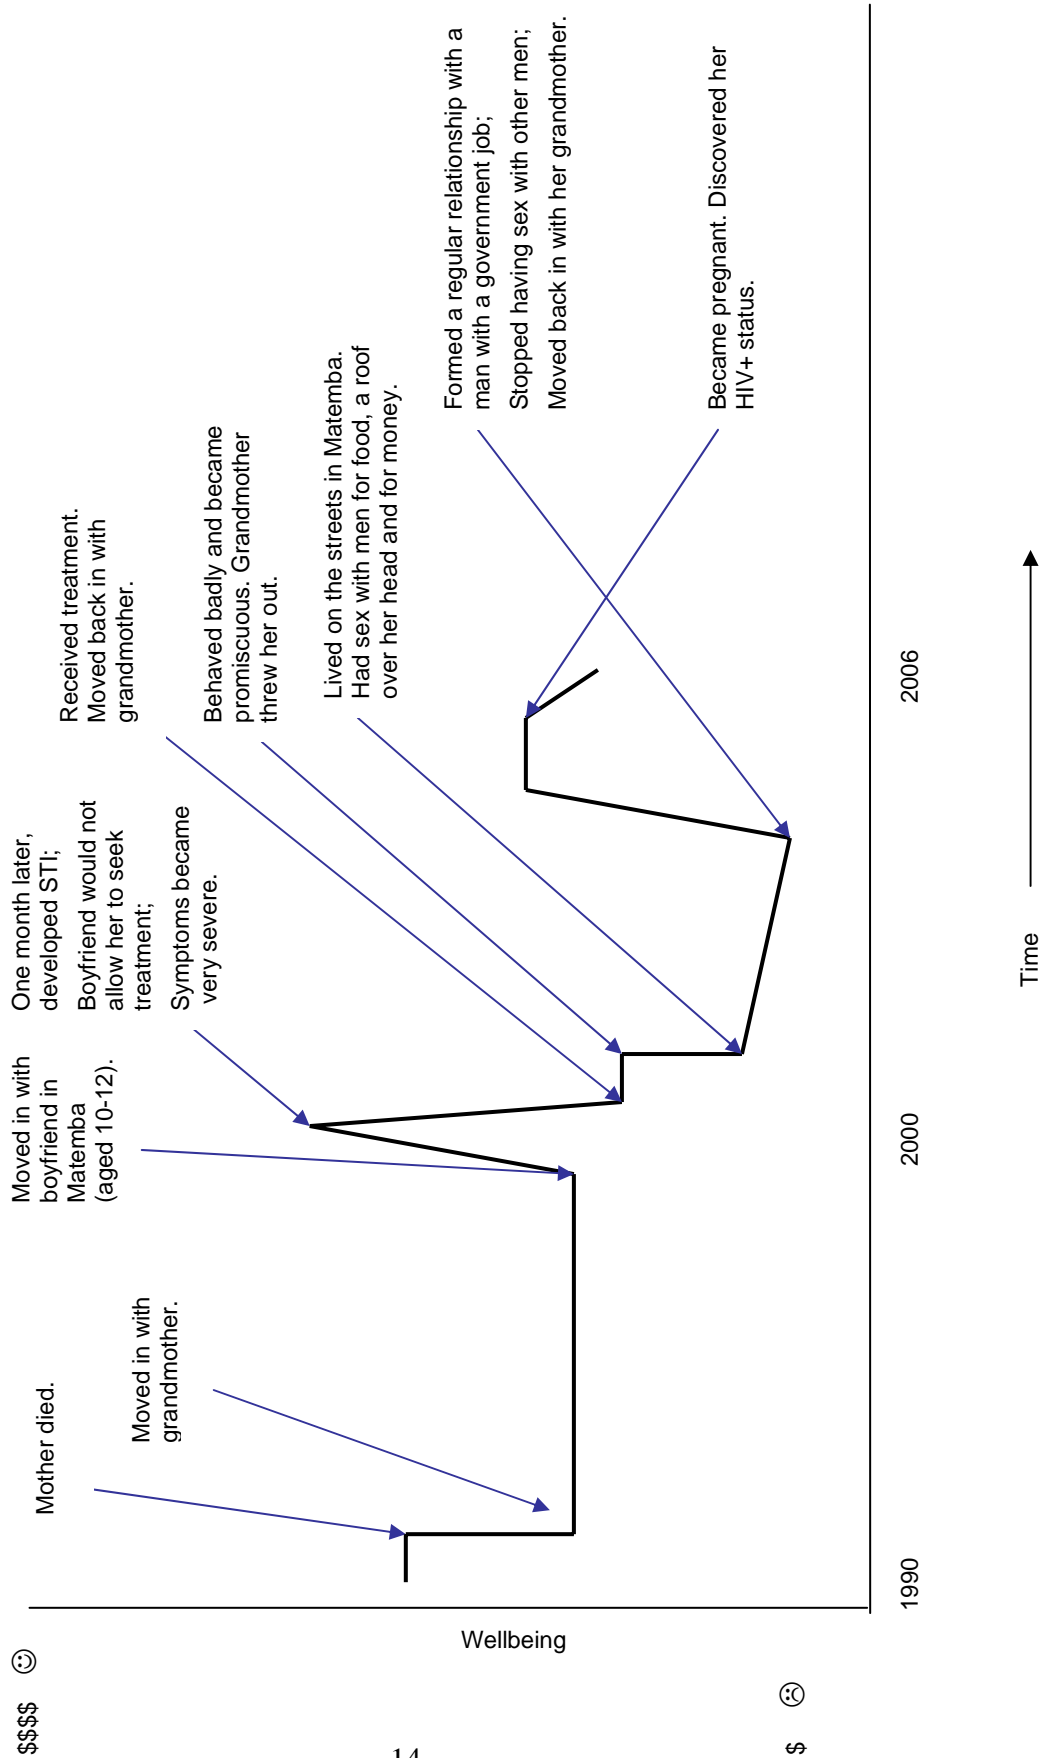 $$$$ ☺
Mother died.
Moved in with
grandmother.
Moved in with
boyfriend in
Matemba
(aged 10-12).
One month later,
developed STI;
Boyfriend would not
allow her to seek
treatment;
Symptoms became
very severe.
Received treatment.
Moved back in with
grandmother.
Behaved badly and became
promiscuous. Grandmother
threw her out.
Lived on the streets in Matemba.
Had sex with men for food, a roof
over her head and for money.
Formed a regular relationship with a
man with a government job;
Stopped having sex with other men;
Moved back in with her grandmother.
Became pregnant. Discovered her
HIV+ status.
Wellbeing
$ ☹
1990
2000
2006
Time